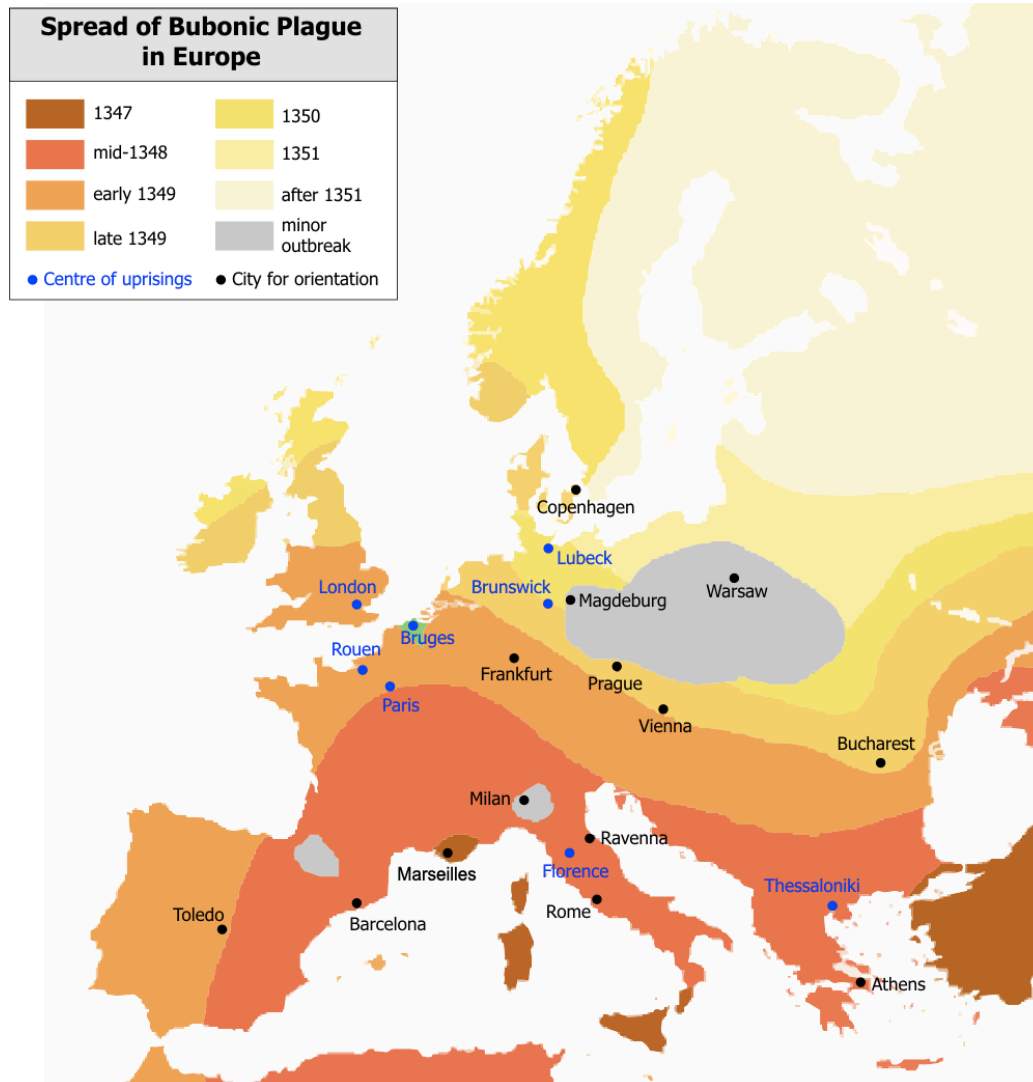 Spread of Bubonic Plague
in Europe
1347
mid-1348
early 1349
late 1349
1350
1351
after 1351
minor
outbreak
Centre of uprisings
City for orientation
Copenhagen
Lubeck
London
Brunswick
Magdeburg
Warsaw
Bruges
Rouen
Frankfurt
Prague
Paris
Vienna
Bucharest
Milan
Ravenna
Marseilles
Florence
Thessaloniki
Toledo
Barcelona
Rome
Athens